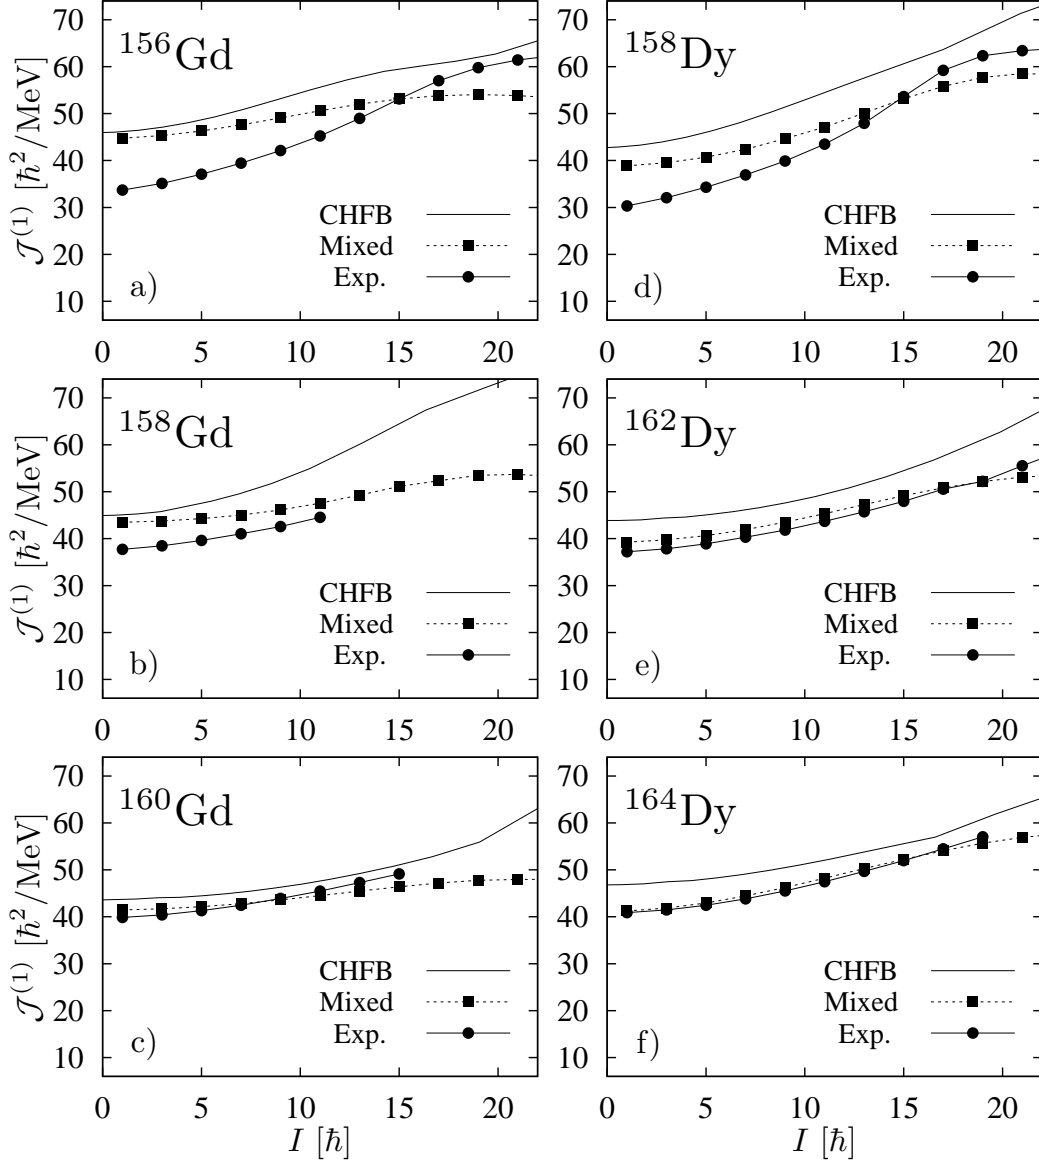 𝒥⁽¹⁾ [ℏ²/MeV]
70
60
50
40
30
20
10
¹⁵⁶Gd
CHFB
Mixed
Exp.
a)
0 5 10 15 20
70
60
50
40
30
20
10
¹⁵⁸Dy
CHFB
Mixed
Exp.
d)
0 5 10 15 20
𝒥⁽¹⁾ [ℏ²/MeV]
70
60
50
40
30
20
10
¹⁵⁸Gd
CHFB
Mixed
Exp.
b)
0 5 10 15 20
70
60
50
40
30
20
10
¹⁶²Dy
CHFB
Mixed
Exp.
e)
0 5 10 15 20
𝒥⁽¹⁾ [ℏ²/MeV]
70
60
50
40
30
20
10
¹⁶⁰Gd
CHFB
Mixed
Exp.
c)
0 5 10 15 20
I [ℏ]
70
60
50
40
30
20
10
¹⁶⁴Dy
CHFB
Mixed
Exp.
f)
0 5 10 15 20
I [ℏ]